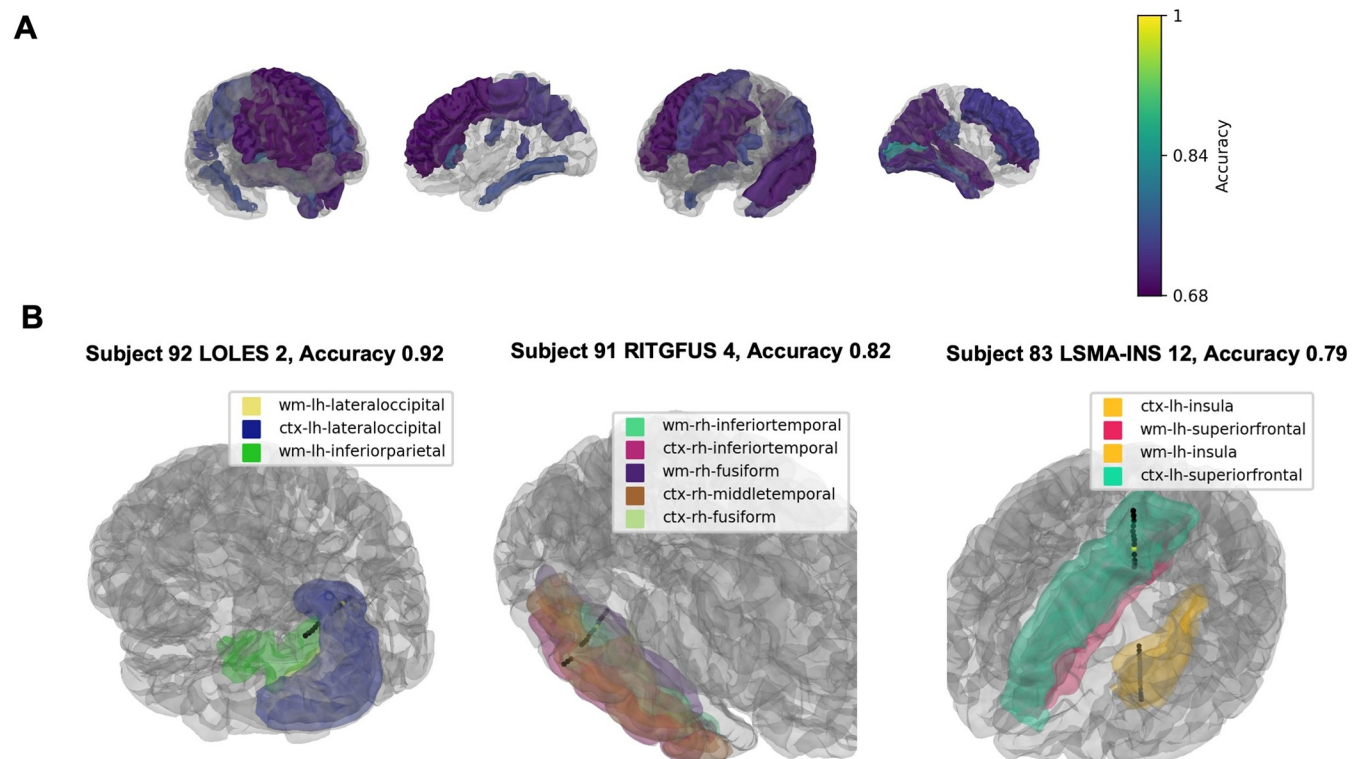 A
1
0.84
0.68
Accuracy
B
Subject 92 LOLES 2, Accuracy 0.92
wm-lh-lateraloccipital
ctx-lh-lateraloccipital
wm-lh-inferiorparietal
Subject 91 RITGFUS 4, Accuracy 0.82
wm-rh-inferiortemporal
ctx-rh-inferiortemporal
wm-rh-fusiform
ctx-rh-middletemporal
ctx-rh-fusiform
Subject 83 LSMA-INS 12, Accuracy 0.79
ctx-lh-insula
wm-lh-superiorfrontal
wm-lh-insula
ctx-lh-superiorfrontal